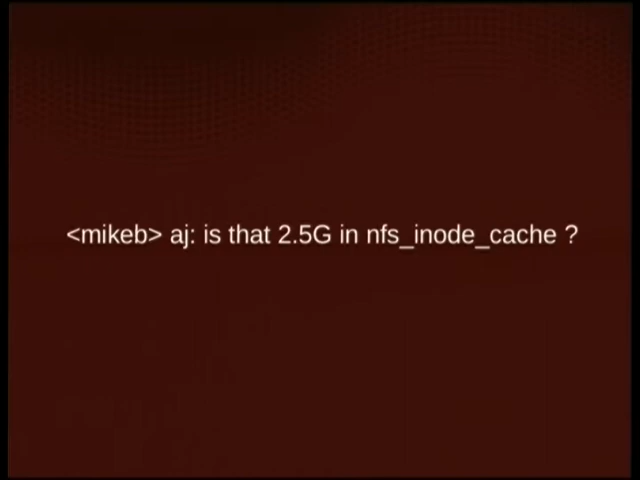 <mikeb> aj: is that 2.5G in nfs_inode_cache ?